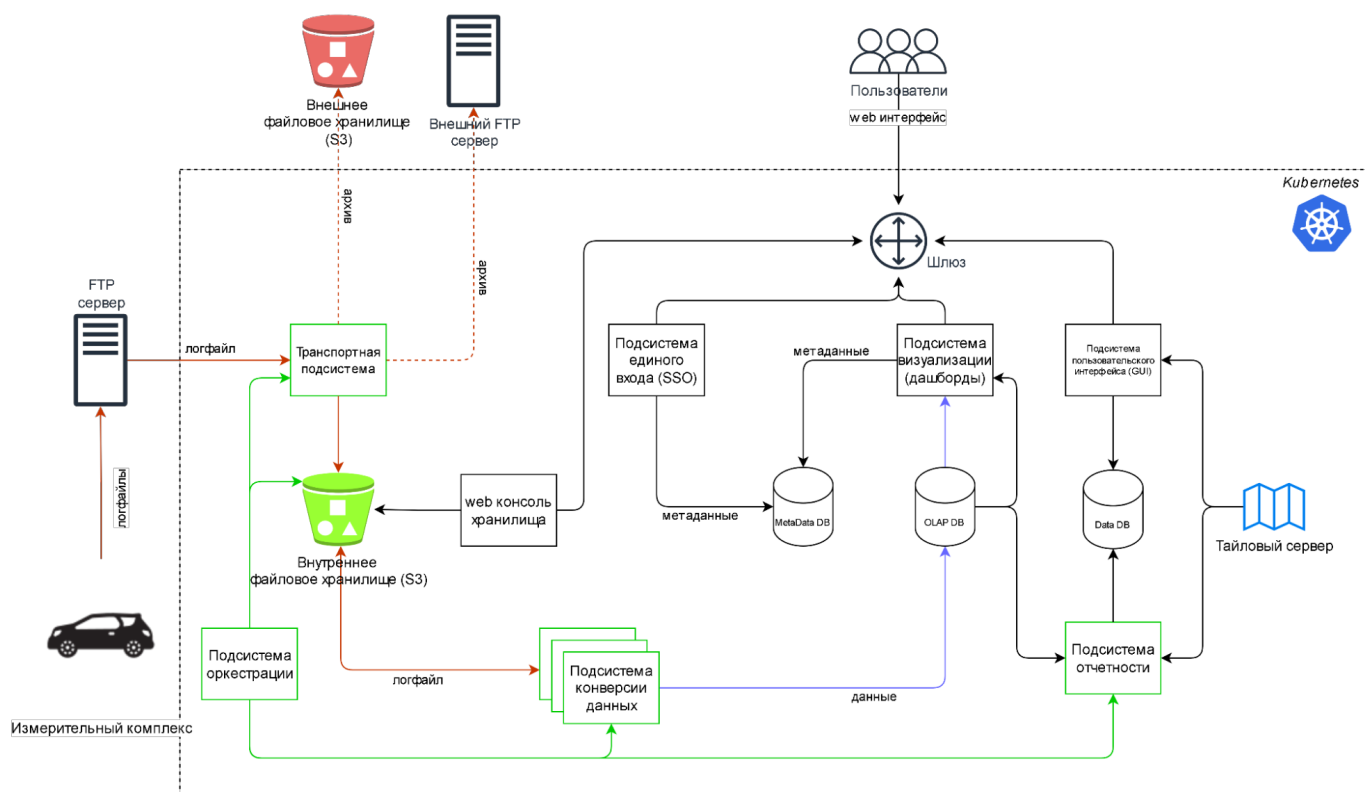 Внешнее
файловое хранилище
(S3)
Внешний FTP
сервер
Пользователи
web интерфейс
Kubernetes
архив
архив
Шлюз
FTP
сервер
логфайл
Транспортная
подсистема
Подсистема
единого
входа (SSO)
метаданные
Подсистема
визуализации
(дашборды)
Подсистема
пользовательского
интерфейса (GUI)
логфайлы
web консоль
хранилища
метаданные
MetaData DB
OLAP DB
Data DB
Тайловый сервер
Внутреннее
файловое хранилище (S3)
Подсистема
оркестрации
логфайл
Подсистема
конверсии
данных
данные
Подсистема
отчетности
Измерительный комплекс